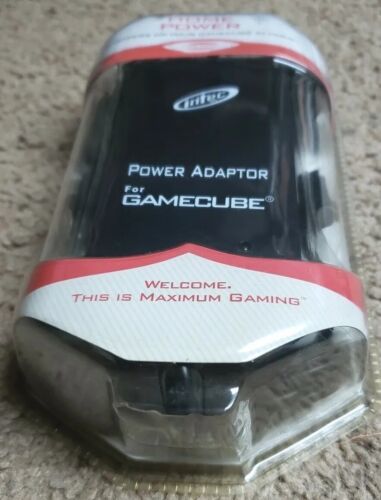 HOME
POWER
Intec
POWER ADAPTOR
FOR
GAMECUBE®
WELCOME.
THIS IS MAXIMUM GAMING™